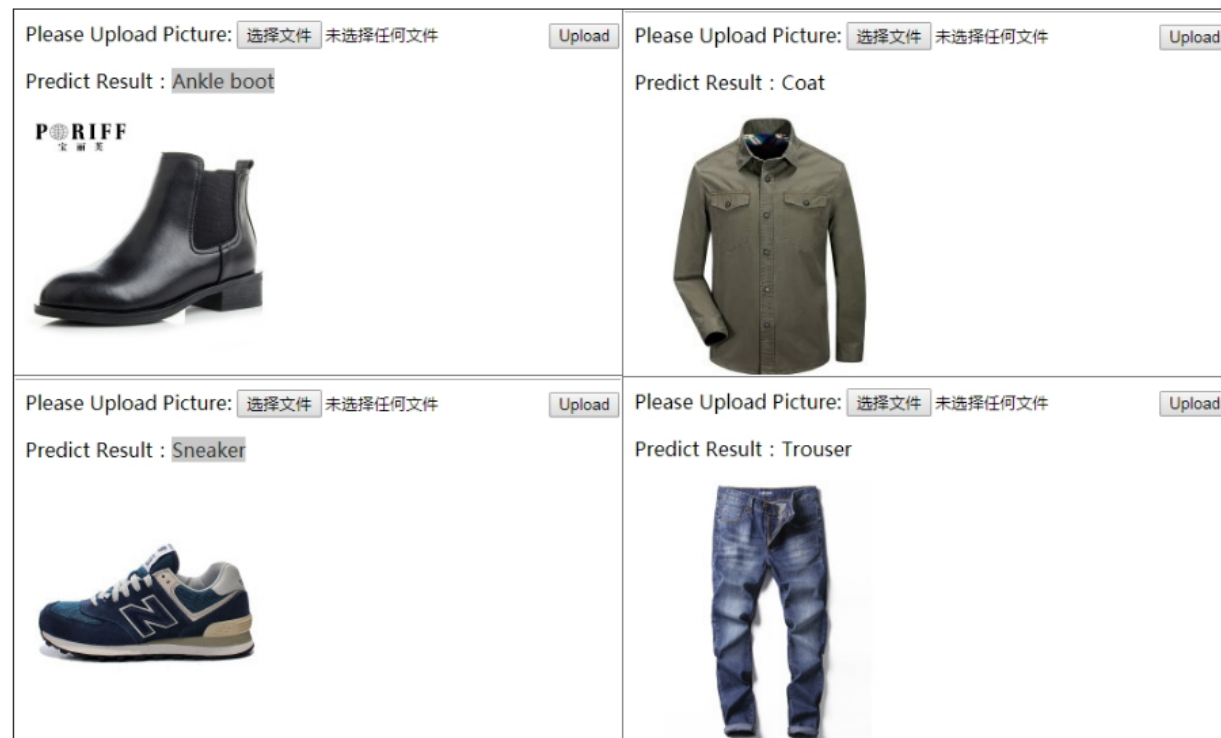 Please Upload Picture: 选择文件 未选择任何文件 Upload
Predict Result : Ankle boot
PORIFF
宝丽芙
Please Upload Picture: 选择文件 未选择任何文件 Upload
Predict Result : Coat
Please Upload Picture: 选择文件 未选择任何文件 Upload
Predict Result : Sneaker
N
Please Upload Picture: 选择文件 未选择任何文件 Upload
Predict Result : Trouser